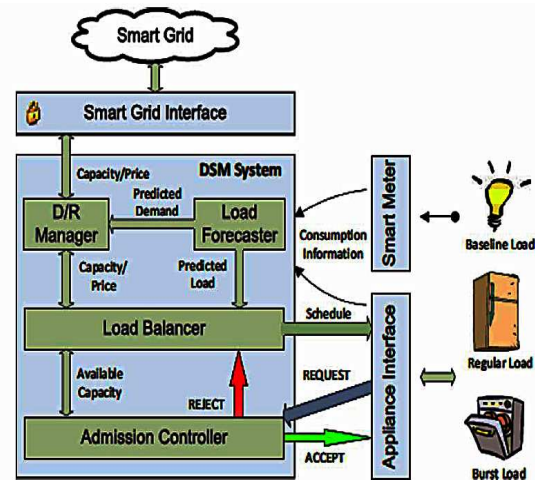 Smart Grid
Smart Grid Interface
Capacity/Price
DSM System
Predicted
Demand
D/R
Manager
Load
Forecaster
Consumption
Information
Smart Meter
Baseline Load
Capacity/
Price
Predicted
Load
Load Balancer
Schedule
Appliance Interface
Regular Load
Available
Capacity
REJECT
REQUEST
Admission Controller
ACCEPT
Burst Load